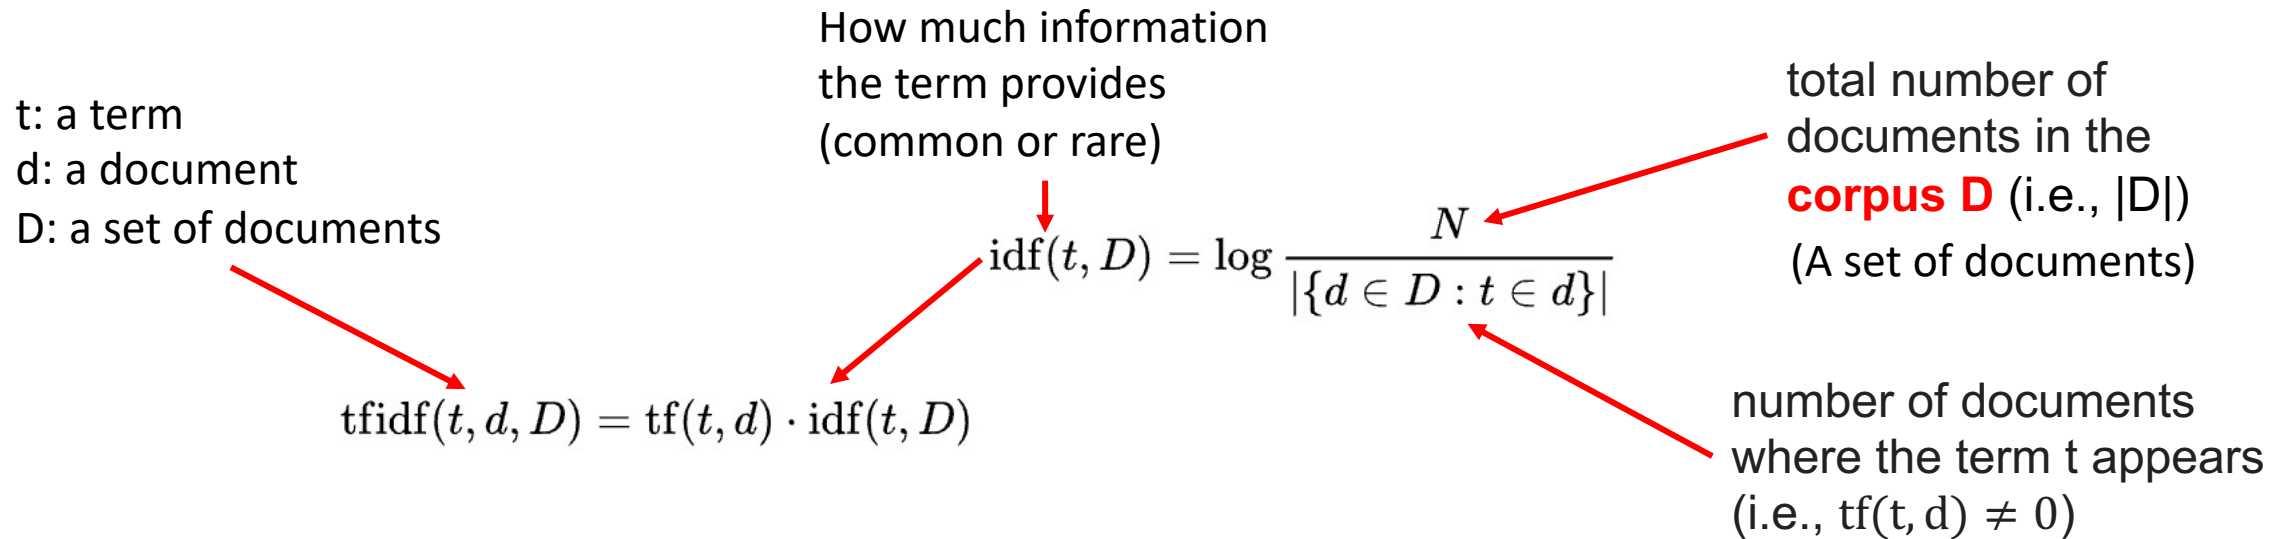 How much information
the term provides
(common or rare)
t: a term
d: a document
D: a set of documents
total number of
documents in the
corpus D (i.e., |D|)
(A set of documents)
idf(t, D) = log N / |{d ∈ D : t ∈ d}|
tfidf(t, d, D) = tf(t, d) · idf(t, D)
number of documents
where the term t appears
(i.e., tf(t, d) ≠ 0)